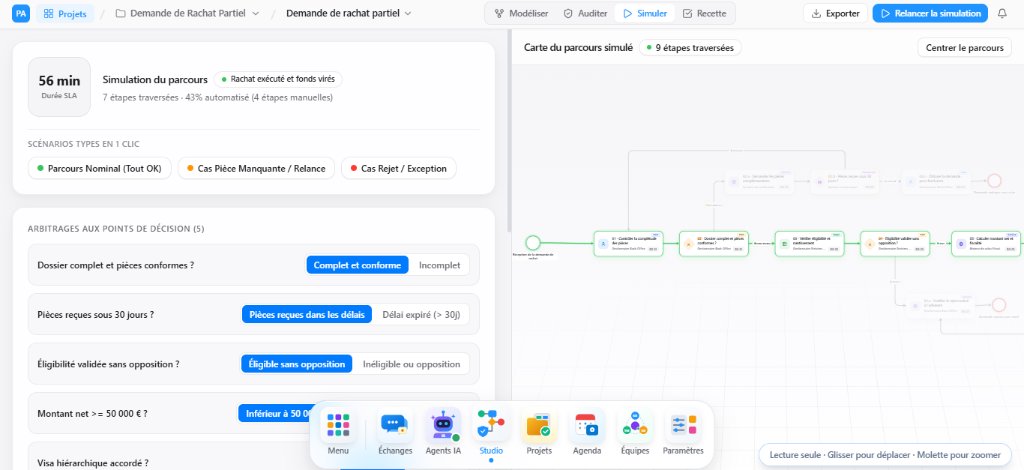 PA Projets / Demande de Rachat Partiel / Demande de rachat partiel
Modéliser Auditer Simuler Recette
Exporter Relancer la simulation
56 min
Durée SLA
Simulation du parcours Rachat exécuté et fonds virés
7 étapes traversées · 43% automatisé (4 étapes manuelles)
SCÉNARIOS TYPES EN 1 CLIC
Parcours Nominal (Tout OK) Cas Pièce Manquante / Relance Cas Rejet / Exception
ARBITRAGES AUX POINTS DE DÉCISION (5)
Dossier complet et pièces conformes ? Complet et conforme Incomplet
Pièces reçues sous 30 jours ? Pièces reçues dans les délais Délai expiré (> 30j)
Éligibilité validée sans opposition ? Éligible sans opposition Inéligible ou opposition
Montant net >= 50 000 € ? Inférieur à 50
Visa hiérarchique accordé ?
Carte du parcours simulé 9 étapes traversées Centrer le parcours
Menu Échanges Agents IA Studio Projets Agenda Équipes Paramètres
Lecture seule · Glisser pour déplacer · Molette pour zoomer